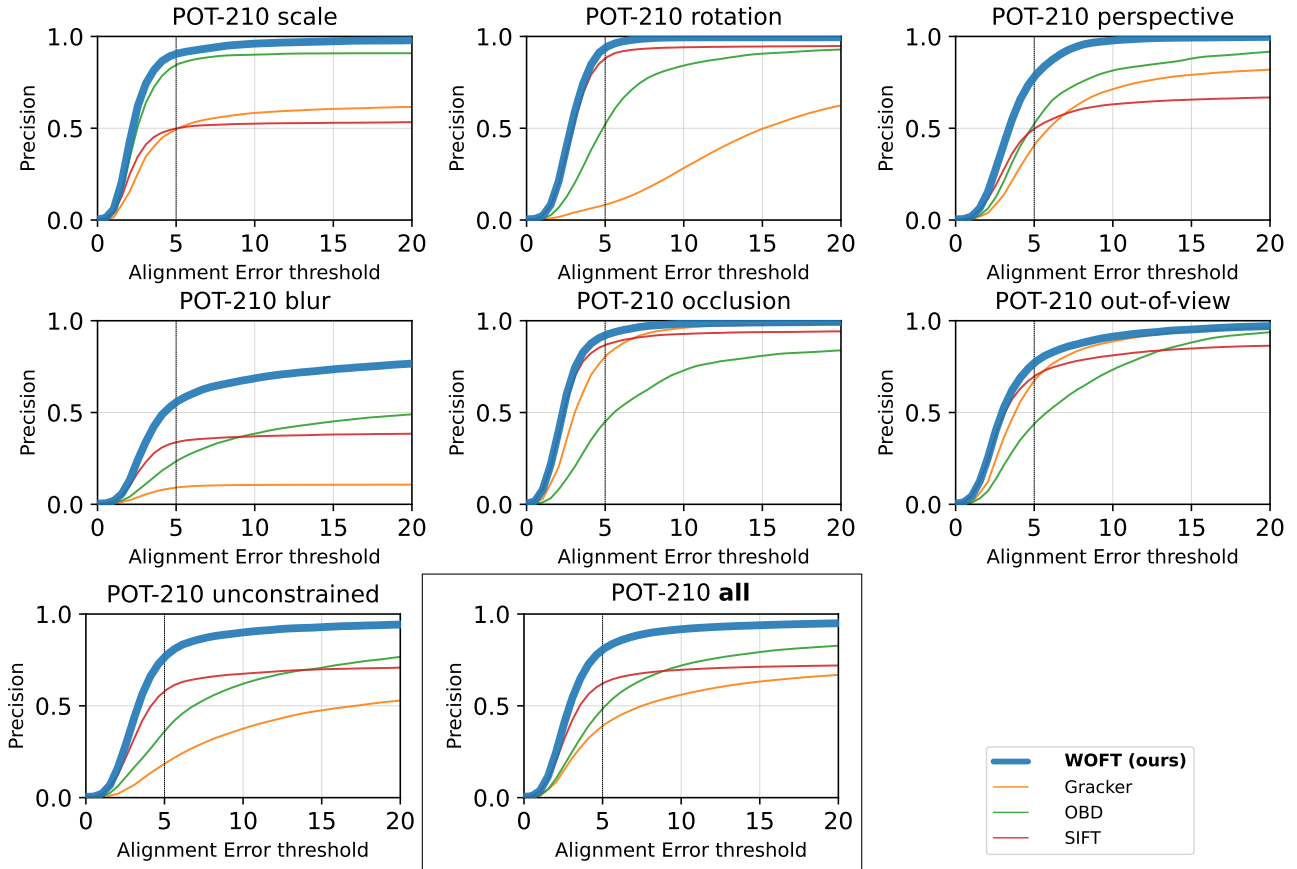 POT-210 scale
POT-210 rotation
POT-210 perspective
1.0
0.5
0.0
Precision
0 5 10 15 20
Alignment Error threshold
1.0
0.5
0.0
Precision
0 5 10 15 20
Alignment Error threshold
1.0
0.5
0.0
Precision
0 5 10 15 20
Alignment Error threshold
POT-210 blur
POT-210 occlusion
POT-210 out-of-view
1.0
0.5
0.0
Precision
0 5 10 15 20
Alignment Error threshold
1.0
0.5
0.0
Precision
0 5 10 15 20
Alignment Error threshold
1.0
0.5
0.0
Precision
0 5 10 15 20
Alignment Error threshold
POT-210 unconstrained
POT-210 all
1.0
0.5
0.0
Precision
0 5 10 15 20
Alignment Error threshold
1.0
0.5
0.0
Precision
0 5 10 15 20
Alignment Error threshold
WOFT (ours)
Gracker
OBD
SIFT